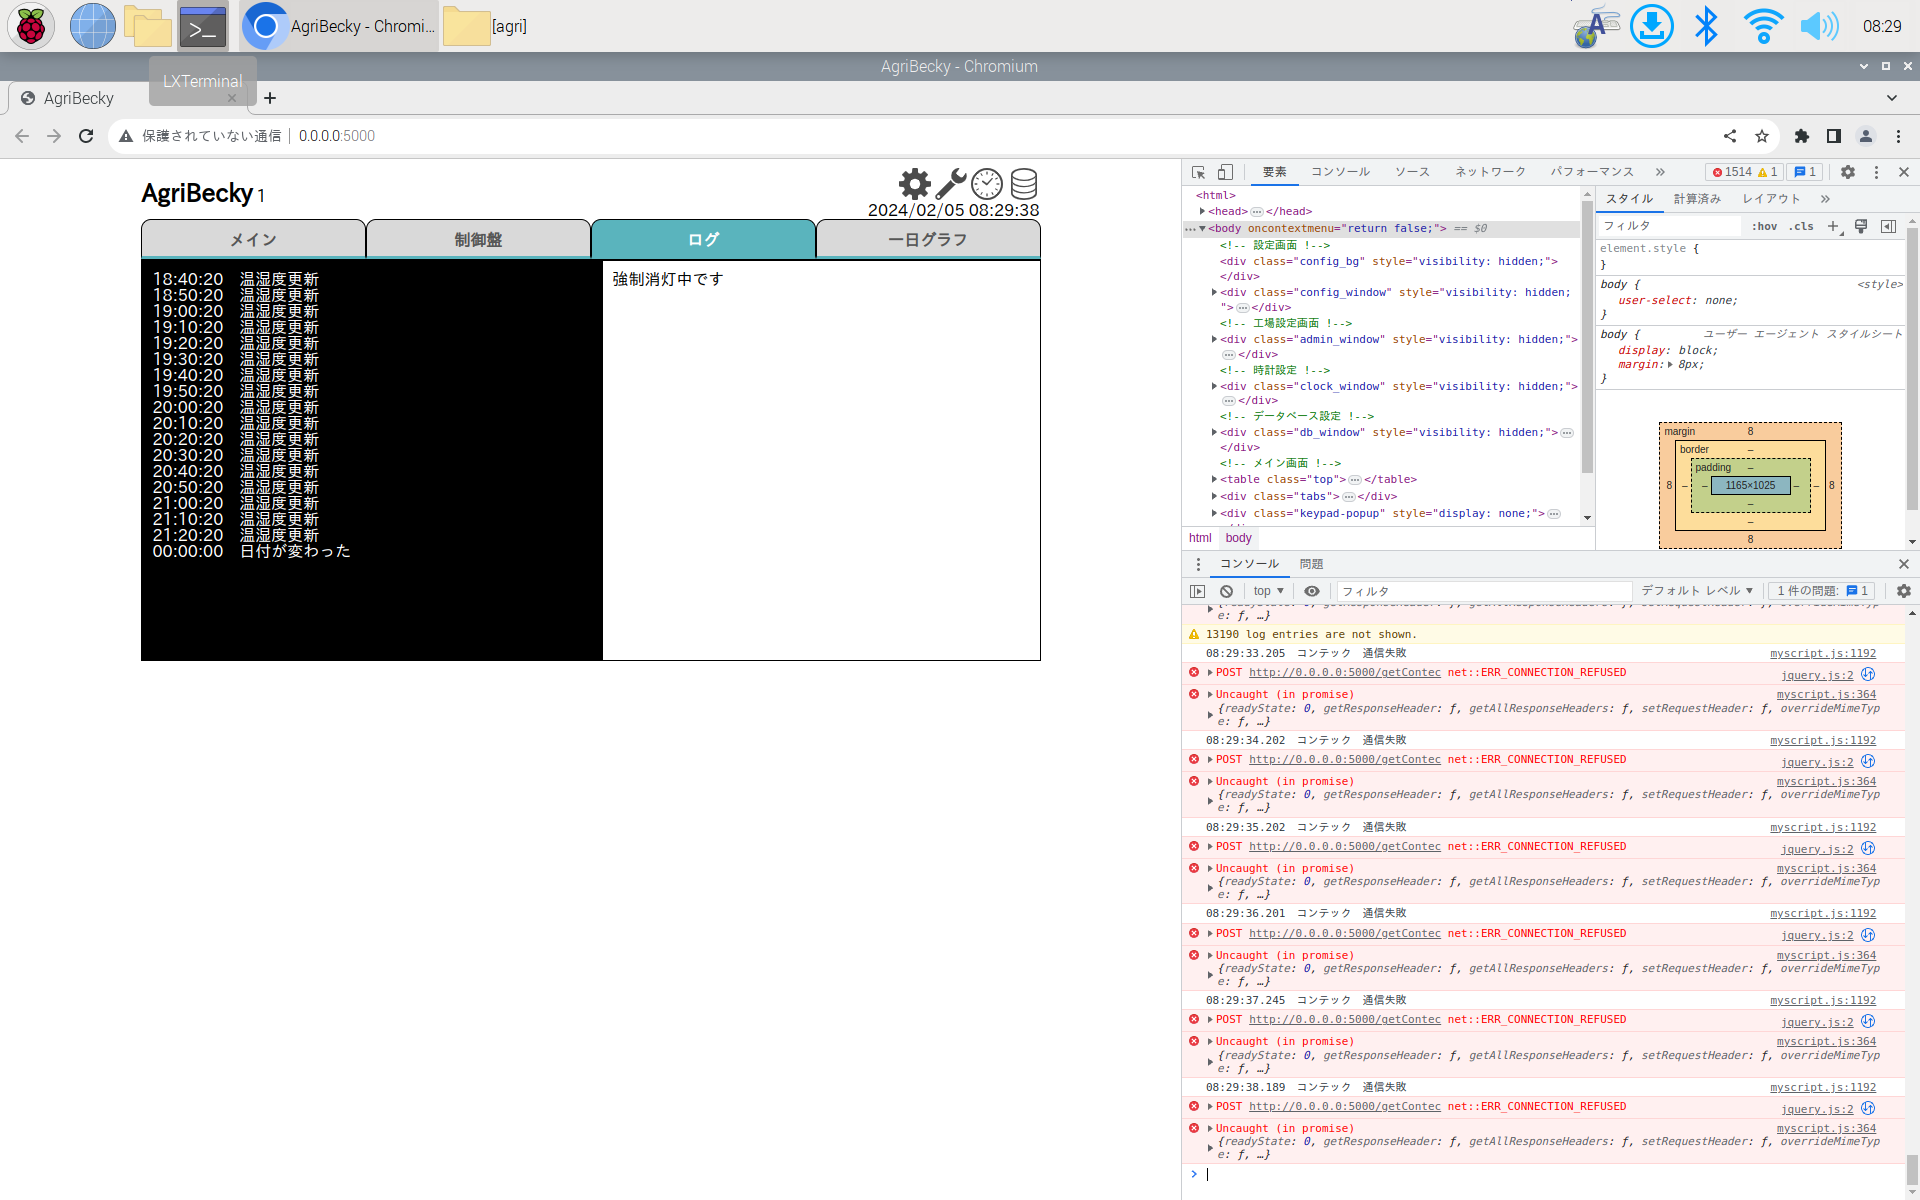 AgriBecky - Chromi...
[agri]
08:29
AgriBecky - Chromium
LXTerminal
AgriBecky
保護されていない通信
0.0.0.0:5000
AgriBecky 1
2024/02/05 08:29:38
メイン
制御盤
ログ
一日グラフ
18:40:20 温湿度更新
18:50:20 温湿度更新
19:00:20 温湿度更新
19:10:20 温湿度更新
19:20:20 温湿度更新
19:30:20 温湿度更新
19:40:20 温湿度更新
19:50:20 温湿度更新
20:00:20 温湿度更新
20:10:20 温湿度更新
20:20:20 温湿度更新
20:30:20 温湿度更新
20:40:20 温湿度更新
20:50:20 温湿度更新
21:00:20 温湿度更新
21:10:20 温湿度更新
21:20:20 温湿度更新
00:00:00 日付が変わった
強制消灯中です
要素 コンソール ソース ネットワーク パフォーマンス » 1514 1 1
<html>
<head>…</head>
<body oncontextmenu="return false;"> == $0
<!-- 設定画面 !-->
<div class="config_bg" style="visibility: hidden;">
</div>
<div class="config_window" style="visibility: hidden;
">…</div>
<!-- 工場設定画面 !-->
<div class="admin_window" style="visibility: hidden;">
…</div>
<!-- 時計設定 !-->
<div class="clock_window" style="visibility: hidden;">
…</div>
<!-- データベース設定 !-->
<div class="db_window" style="visibility: hidden;">…
</div>
<!-- メイン画面 !-->
<table class="top">…</table>
<div class="tabs">…</div>
<div class="keypad-popup" style="display: none;">…
html body
スタイル 計算済み レイアウト »
フィルタ :hov .cls +
element.style {
}
body { <style>
user-select: none;
}
body { ユーザー エージェント スタイルシート
display: block;
margin: 8px;
}
margin 8
border –
padding –
8 – – 1165×1025 – – 8
–
–
8
コンソール 問題
top フィルタ デフォルト レベル 1 件の問題: 1
e: ƒ, …}
13190 log entries are not shown.
08:29:33.205 コンテック 通信失敗 myscript.js:1192
POST http://0.0.0.0:5000/getContec net::ERR_CONNECTION_REFUSED jquery.js:2
Uncaught (in promise) myscript.js:364
{readyState: 0, getResponseHeader: ƒ, getAllResponseHeaders: ƒ, setRequestHeader: ƒ, overrideMimeTyp
e: ƒ, …}
08:29:34.202 コンテック 通信失敗 myscript.js:1192
POST http://0.0.0.0:5000/getContec net::ERR_CONNECTION_REFUSED jquery.js:2
Uncaught (in promise) myscript.js:364
{readyState: 0, getResponseHeader: ƒ, getAllResponseHeaders: ƒ, setRequestHeader: ƒ, overrideMimeTyp
e: ƒ, …}
08:29:35.202 コンテック 通信失敗 myscript.js:1192
POST http://0.0.0.0:5000/getContec net::ERR_CONNECTION_REFUSED jquery.js:2
Uncaught (in promise) myscript.js:364
{readyState: 0, getResponseHeader: ƒ, getAllResponseHeaders: ƒ, setRequestHeader: ƒ, overrideMimeTyp
e: ƒ, …}
08:29:36.201 コンテック 通信失敗 myscript.js:1192
POST http://0.0.0.0:5000/getContec net::ERR_CONNECTION_REFUSED jquery.js:2
Uncaught (in promise) myscript.js:364
{readyState: 0, getResponseHeader: ƒ, getAllResponseHeaders: ƒ, setRequestHeader: ƒ, overrideMimeTyp
e: ƒ, …}
08:29:37.245 コンテック 通信失敗 myscript.js:1192
POST http://0.0.0.0:5000/getContec net::ERR_CONNECTION_REFUSED jquery.js:2
Uncaught (in promise) myscript.js:364
{readyState: 0, getResponseHeader: ƒ, getAllResponseHeaders: ƒ, setRequestHeader: ƒ, overrideMimeTyp
e: ƒ, …}
08:29:38.189 コンテック 通信失敗 myscript.js:1192
POST http://0.0.0.0:5000/getContec net::ERR_CONNECTION_REFUSED jquery.js:2
Uncaught (in promise) myscript.js:364
{readyState: 0, getResponseHeader: ƒ, getAllResponseHeaders: ƒ, setRequestHeader: ƒ, overrideMimeTyp
e: ƒ, …}